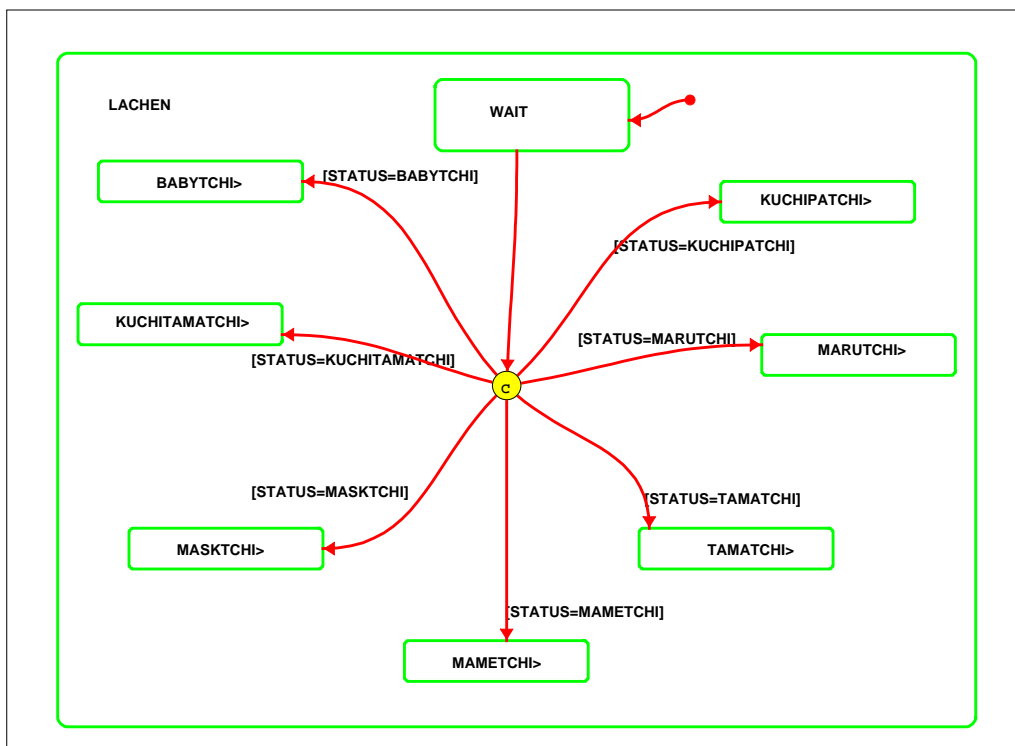 LACHEN
WAIT
BABYTCHI>
[STATUS=BABYTCHI]
KUCHIPATCHI>
[STATUS=KUCHIPATCHI]
KUCHITAMATCHI>
[STATUS=MARUTCHI]
MARUTCHI>
[STATUS=KUCHITAMATCHI]
C
[STATUS=MASKTCHI]
[STATUS=TAMATCHI]
MASKTCHI>
TAMATCHI>
[STATUS=MAMETCHI]
MAMETCHI>